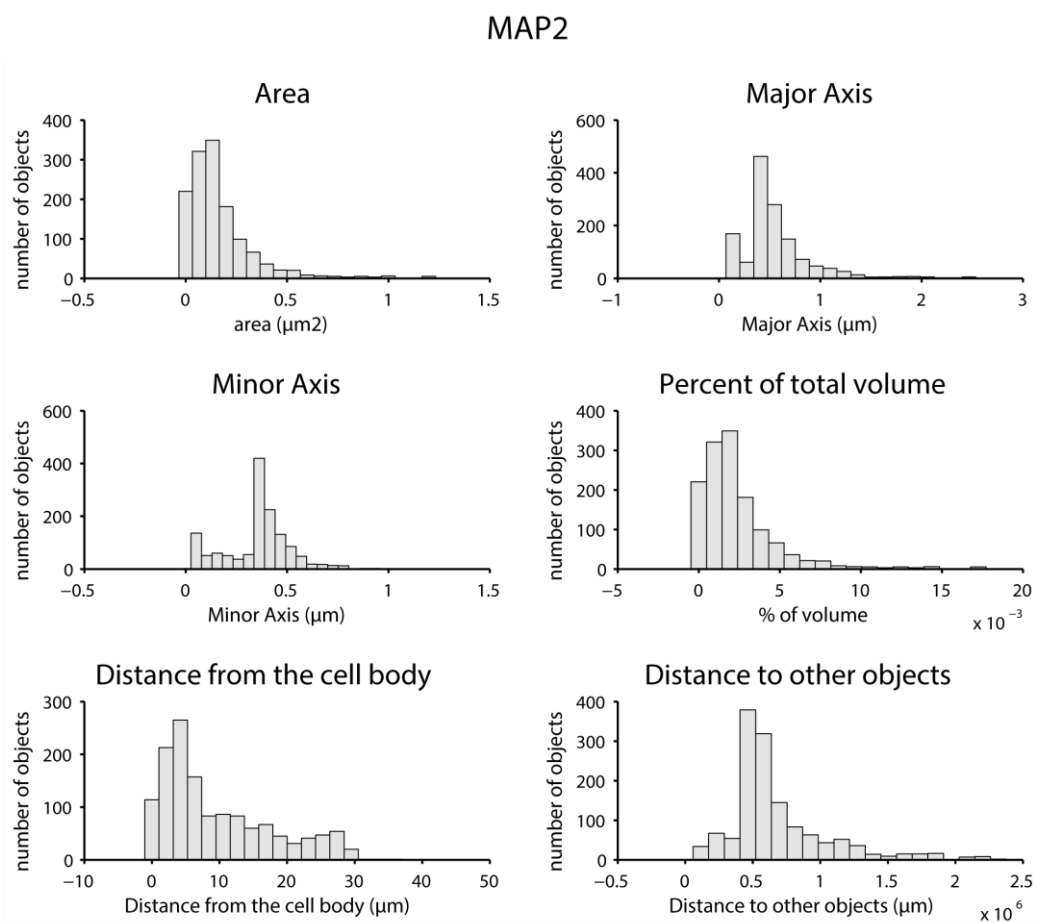 MAP2
Area
number of objects
400
300
200
100
0
−0.5 0 0.5 1 1.5
area (µm2)
Major Axis
number of objects
600
400
200
0
−1 0 1 2 3
Major Axis (µm)
Minor Axis
number of objects
600
400
200
0
−0.5 0 0.5 1 1.5
Minor Axis (µm)
Percent of total volume
number of objects
400
300
200
100
0
−5 0 5 10 15 20
% of volume
x 10 −3
Distance from the cell body
number of objects
300
200
100
0
−10 0 10 20 30 40 50
Distance from the cell body (µm)
Distance to other objects
number of objects
400
300
200
100
0
−0.5 0 0.5 1 1.5 2 2.5
Distance to other objects (µm)
x 10 6